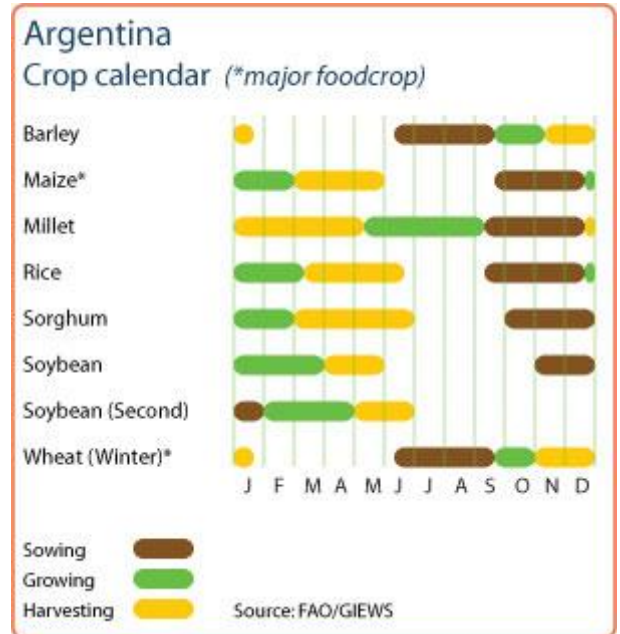 Argentina
Crop calendar (*major foodcrop)
Barley
Maize*
Millet
Rice
Sorghum
Soybean
Soybean (Second)
Wheat (Winter)*
J F M A M J J A S O N D
Sowing
Growing
Harvesting Source: FAO/GIEWS